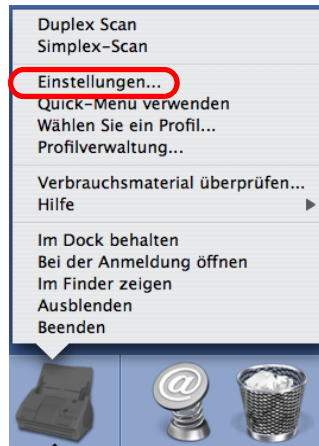 Duplex Scan
Simplex-Scan
Einstellungen...
Quick-Menü verwenden
Wählen Sie ein Profil...
Profilverwaltung...
Verbrauchsmaterial überprüfen...
Hilfe
Im Dock behalten
Bei der Anmeldung öffnen
Im Finder zeigen
Ausblenden
Beenden
@